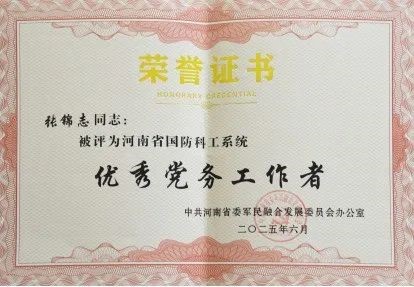 荣誉证书
HONORARY CREDENTIAL
张锦志同志：
被评为河南省国防科工系统
优秀党务工作者
中共河南省委军民融合发展委员会办公室
二〇二五年六月